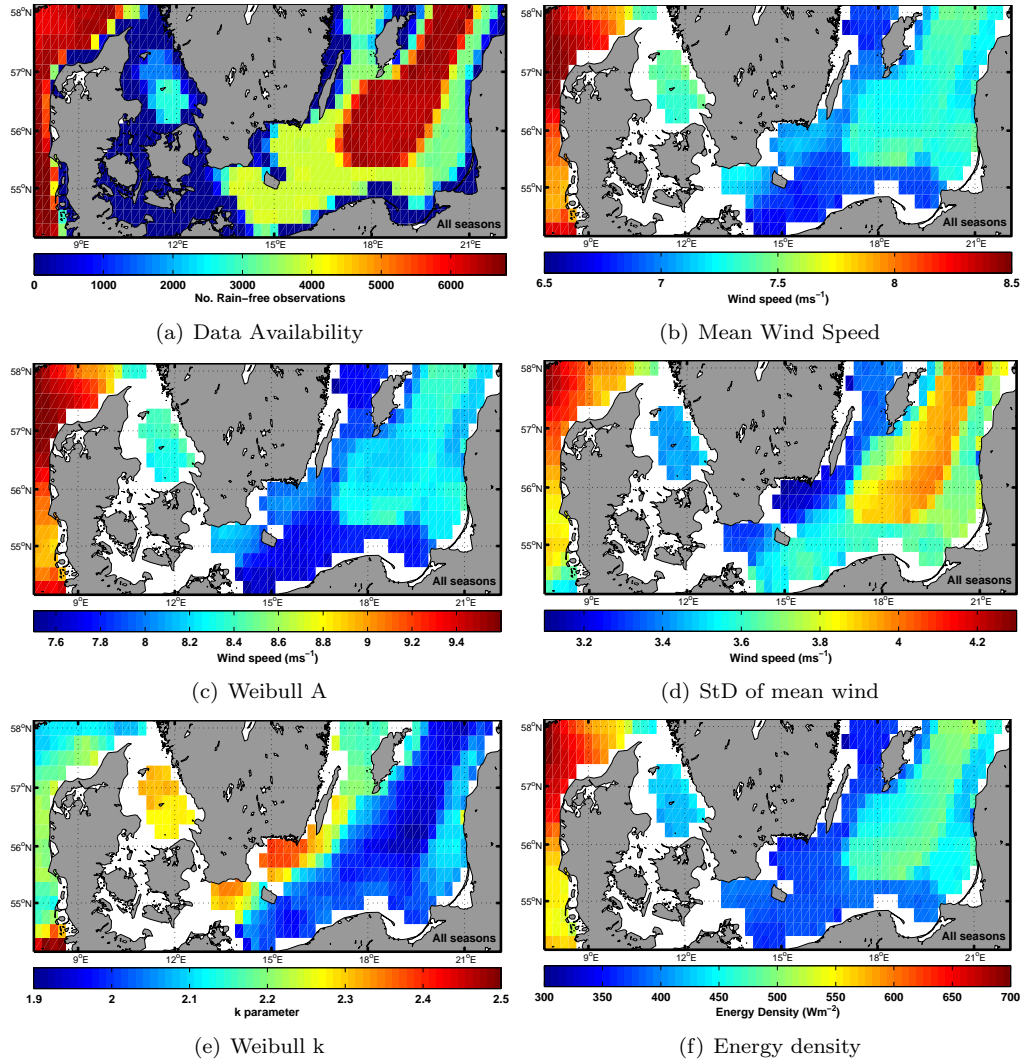 58°N
57°N
56°N
55°N
9°E 12°E 15°E 18°E 21°E
All seasons
0 1000 2000 3000 4000 5000 6000
No. Rain-free observations
(a) Data Availability
58°N
57°N
56°N
55°N
9°E 12°E 15°E 18°E 21°E
All seasons
6.5 7 7.5 8 8.5
Wind speed (ms⁻¹)
(b) Mean Wind Speed
58°N
57°N
56°N
55°N
9°E 12°E 15°E 18°E 21°E
All seasons
7.6 7.8 8 8.2 8.4 8.6 8.8 9 9.2 9.4
Wind speed (ms⁻¹)
(c) Weibull A
58°N
57°N
56°N
55°N
9°E 12°E 15°E 18°E 21°E
All seasons
3.2 3.4 3.6 3.8 4 4.2
Wind speed (ms⁻¹)
(d) StD of mean wind
58°N
57°N
56°N
55°N
9°E 12°E 15°E 18°E 21°E
All seasons
1.9 2 2.1 2.2 2.3 2.4 2.5
k parameter
(e) Weibull k
58°N
57°N
56°N
55°N
9°E 12°E 15°E 18°E 21°E
All seasons
300 350 400 450 500 550 600 650 700
Energy Density (Wm⁻²)
(f) Energy density